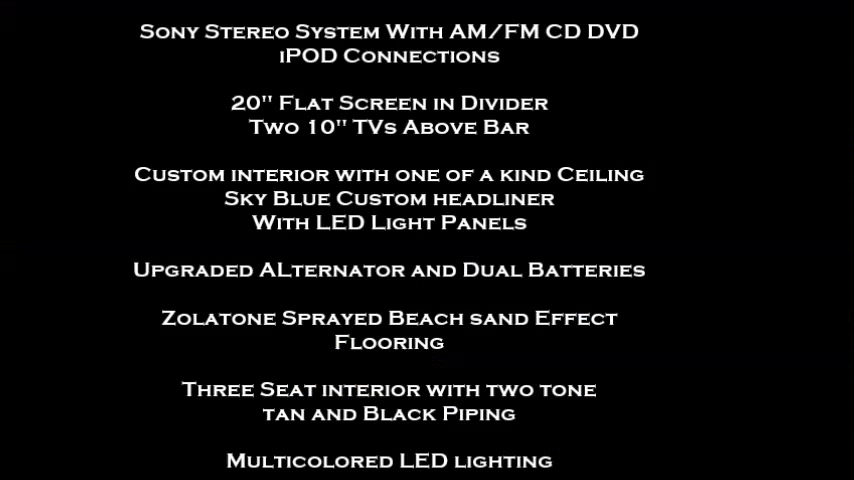 Sony Stereo System With AM/FM CD DVD
iPOD Connections
20" Flat Screen in Divider
Two 10" TVs Above Bar
Custom interior with one of a kind Ceiling
Sky Blue Custom headliner
With LED Light Panels
Upgraded ALternator and Dual Batteries
Zolatone Sprayed Beach sand Effect
Flooring
Three Seat interior with two tone
tan and Black Piping
Multicolored LED lighting